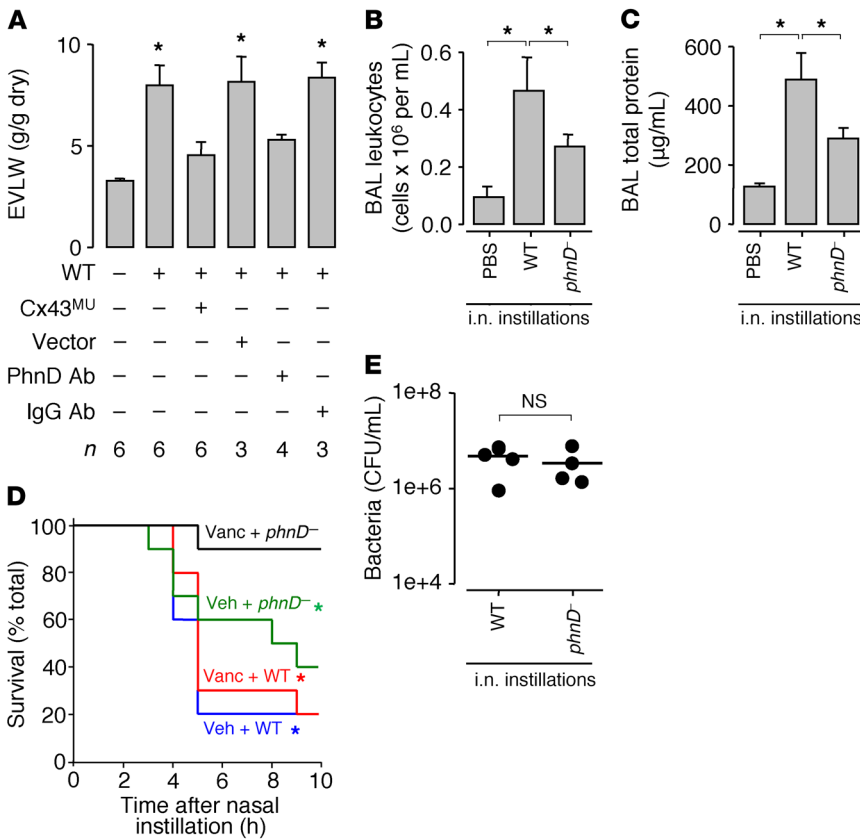 A
EVLW (g/g dry)
10
5
0
* * *
WT – + + + + +
Cx43MU – – + – – –
Vector – – – + – –
PhnD Ab – – – – + –
IgG Ab – – – – – +
n 6 6 6 3 4 3
B
BAL leukocytes
(cells x 10⁶ per mL)
0.6
0.4
0.2
0.0
* *
PBS
WT
phnD⁻
i.n. instillations
C
BAL total protein
(µg/mL)
600
400
200
0
* *
PBS
WT
phnD⁻
i.n. instillations
D
Survival (% total)
100
80
60
40
20
0
Vanc + phnD⁻
Veh + phnD⁻ *
Vanc + WT *
Veh + WT *
0 2 4 6 8 10
Time after nasal
instillation (h)
E
Bacteria (CFU/mL)
1e+8
1e+6
1e+4
NS
WT
phnD⁻
i.n. instillations